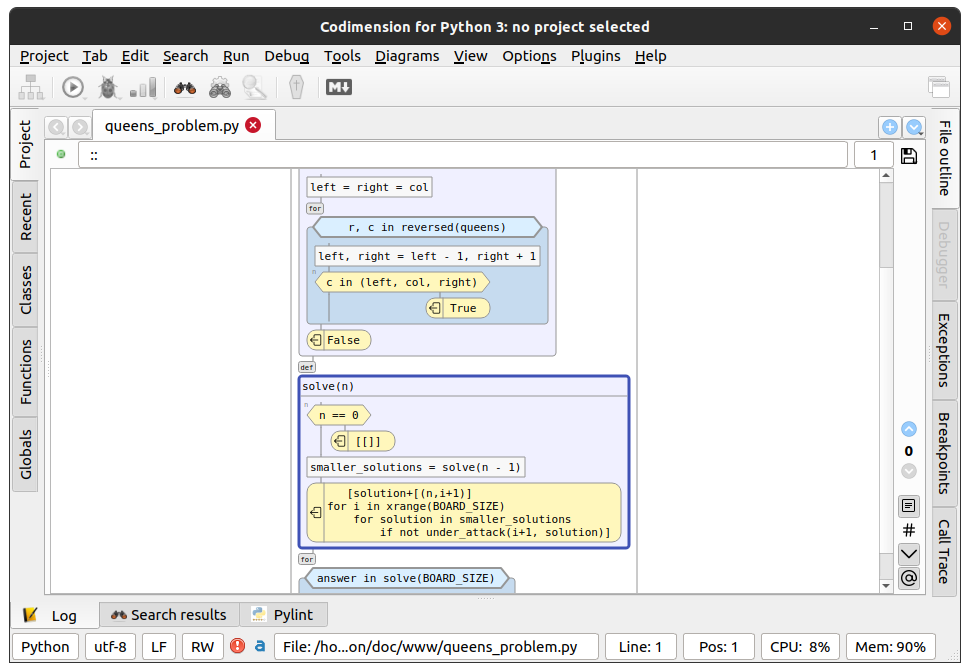 Codimension for Python 3: no project selected
Project Tab Edit Search Run Debug Tools Diagrams View Options Plugins Help
M
queens_problem.py
::
1
Project
Recent
Classes
Functions
Globals
left = right = col
for
r, c in reversed(queens)
left, right = left - 1, right + 1
n
c in (left, col, right)
True
False
def
solve(n)
n
n == 0
[[]]
smaller_solutions = solve(n - 1)
[solution+[(n,i+1)]
for i in xrange(BOARD_SIZE)
for solution in smaller_solutions
if not under_attack(i+1, solution)]
for
answer in solve(BOARD_SIZE)
0
#
@
File outline
Debugger
Exceptions
Breakpoints
Call Trace
Log Search results Pylint
Python utf-8 LF RW a File: /ho...on/doc/www/queens_problem.py Line: 1 Pos: 1 CPU: 8% Mem: 90%